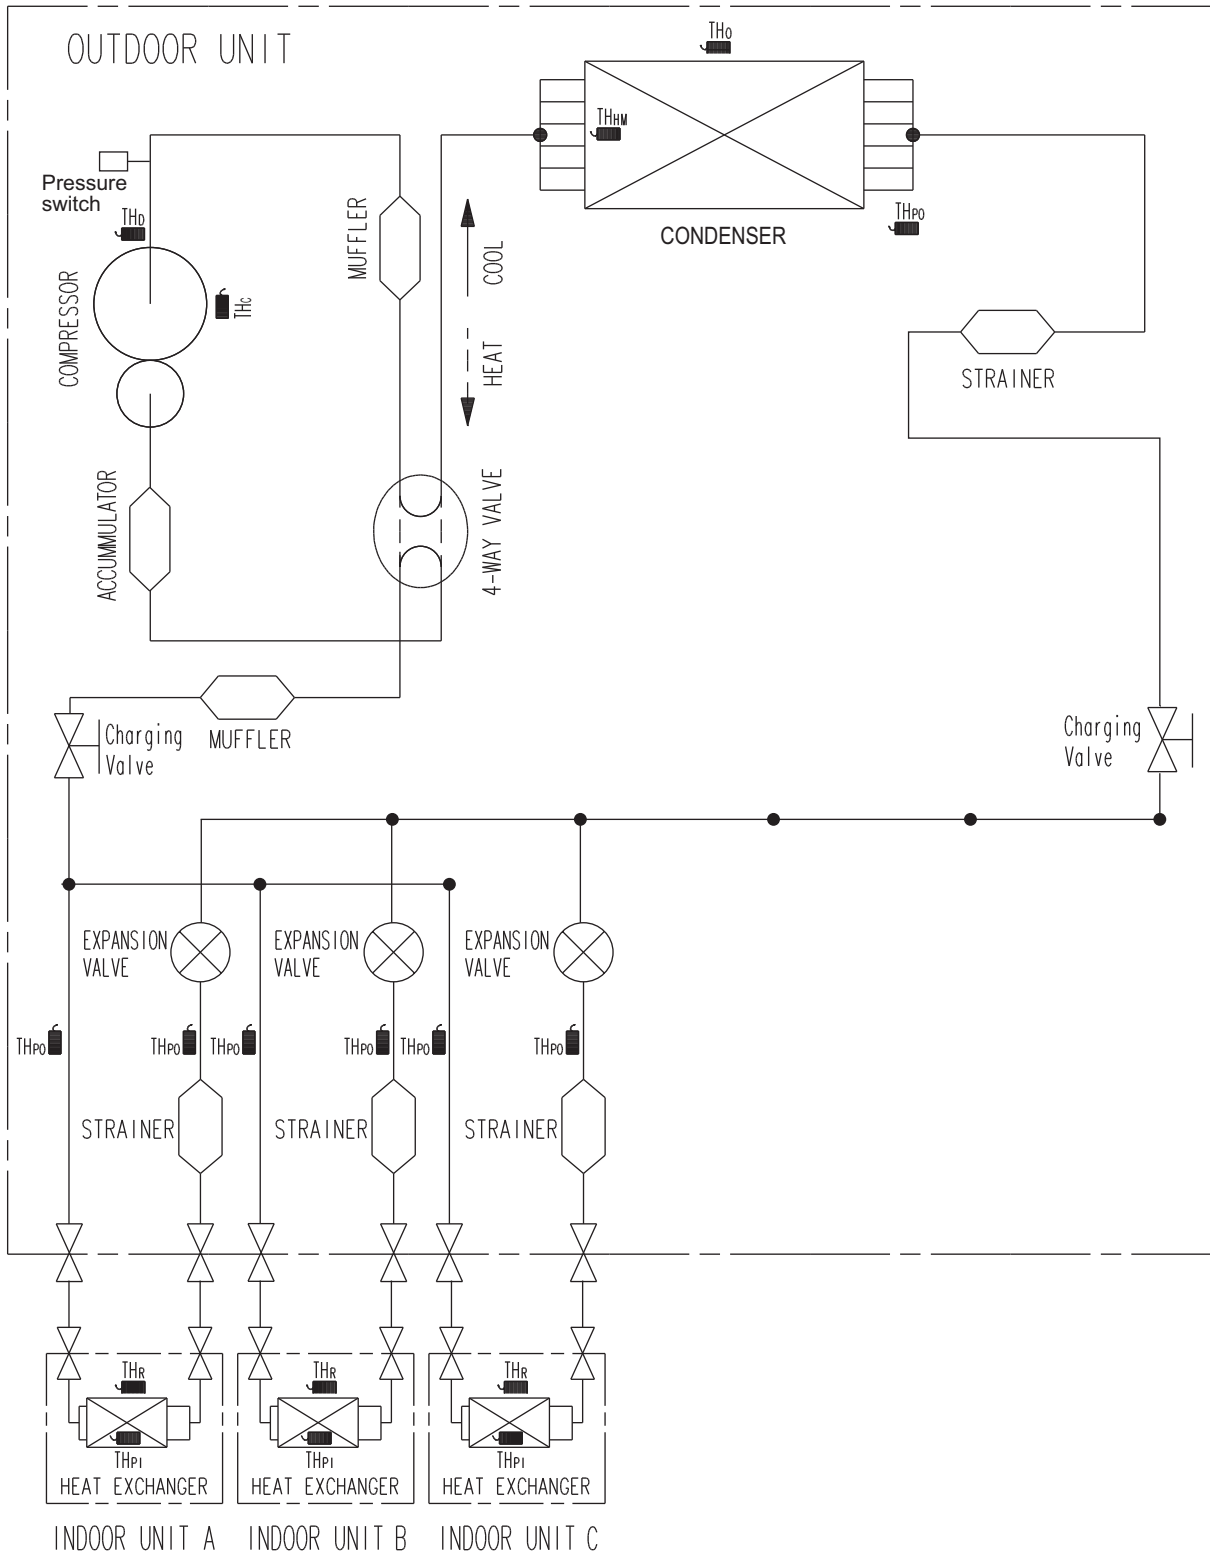 OUTDOOR UNIT
THO
THHM
Pressure
switch
THD
MUFFLER
COOL
CONDENSER
THPO
COMPRESSOR
THC
HEAT
STRAINER
ACCUMMULATOR
4-WAY VALVE
Charging
Valve
MUFFLER
Charging
Valve
EXPANSION
VALVE
EXPANSION
VALVE
EXPANSION
VALVE
THPO
THPO
THPO
THPO
THPO
THPO
STRAINER
STRAINER
STRAINER
THR
THR
THR
THPI
THPI
THPI
HEAT EXCHANGER
HEAT EXCHANGER
HEAT EXCHANGER
INDOOR UNIT A
INDOOR UNIT B
INDOOR UNIT C